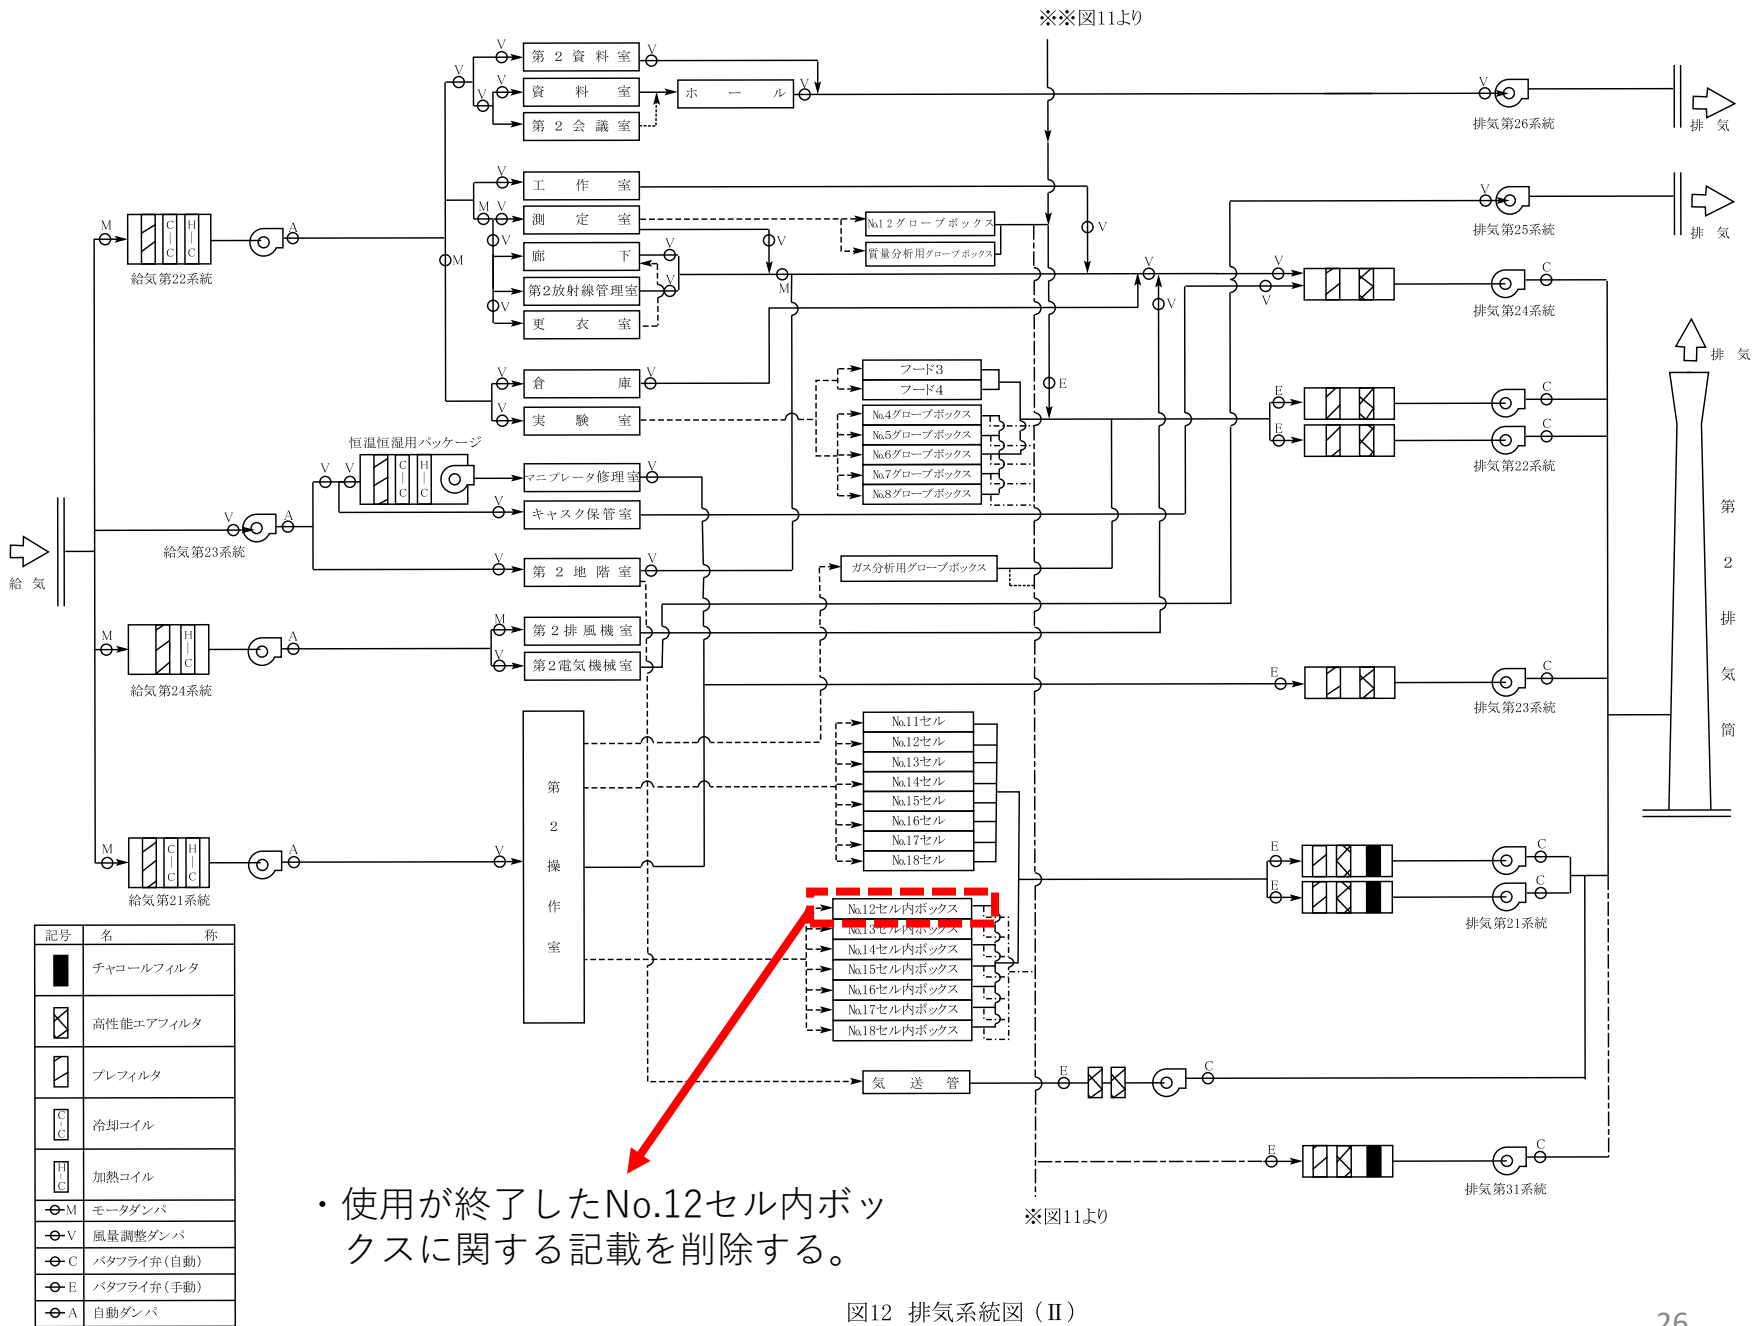 ※※図11より
V
第2資料室
V
V
V
資料室
ホール
V
V
第2会議室
V
排気第26系統
排気
V
工作室
M V
測定室
No.12グローブボックス
質量分析用グローブボックス
V
V
V
排気第25系統
排気
M
C-C
H-C
A
給気第22系統
M
V
廊下
V
第2放射線管理室
V
V
更衣室
M
V
V
V
V
C
排気第24系統
排気
V
倉庫
V
V
実験室
フード3
フード4
No.4グローブボックス
No.5グローブボックス
No.6グローブボックス
No.7グローブボックス
No.8グローブボックス
E
E
C
E
C
排気第22系統
恒温恒湿用パッケージ
V V
C-C
H-C
マニプレータ修理室
V
V
キャスク保管室
V
A
給気第23系統
V
第2地階室
V
ガス分析用グローブボックス
給気
第2排気筒
M
H-C
A
給気第24系統
M
第2排風機室
V
第2電気機械室
E
C
排気第23系統
第2操作室
No.11セル
No.12セル
No.13セル
No.14セル
No.15セル
No.16セル
No.17セル
No.18セル
M
C-C
H-C
A
給気第21系統
V
E
C
E
C
排気第21系統
No.12セル内ボックス
No.13セル内ボックス
No.14セル内ボックス
No.15セル内ボックス
No.16セル内ボックス
No.17セル内ボックス
No.18セル内ボックス
気送管
E
C
E
C
排気第31系統
※図11より
記号 名称
チャコールフィルタ
高性能エアフィルタ
プレフィルタ
C-C 冷却コイル
H-C 加熱コイル
M モータダンパ
V 風量調整ダンパ
C バタフライ弁(自動)
E バタフライ弁(手動)
A 自動ダンパ
・使用が終了したNo.12セル内ボッ
クスに関する記載を削除する。
図12 排気系統図(Ⅱ)
26